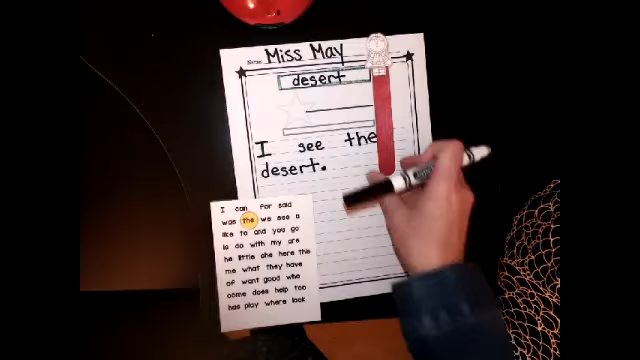 Name: Miss May
desert
I see the
desert.
I can for said
was the we see a
like to and you go
is do with my are
he little she here this
me what they have
of want good who
come does help too
has play where look